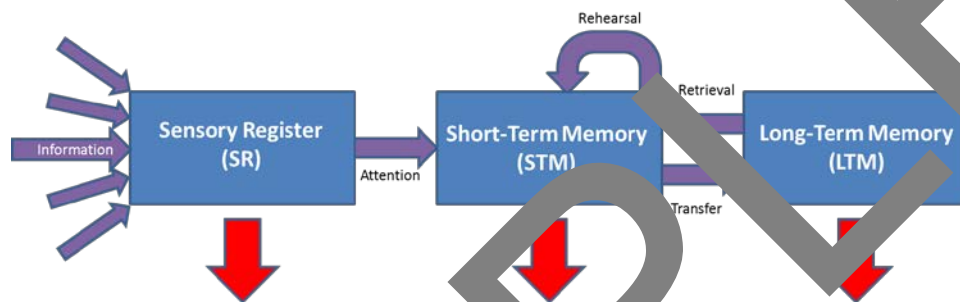 Rehearsal
Retrieval
Information
Sensory Register
(SR)
Attention
Short-Term Memory
(STM)
Transfer
Long-Term Memory
(LTM)